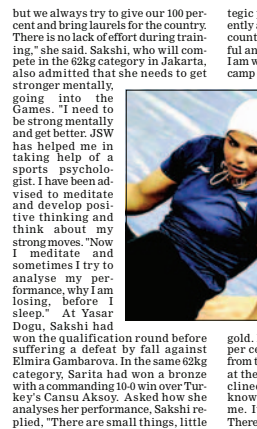 but we always try to give our 100 per-
cent and bring laurels for the country.
There is no lack of effort during train-
ing," she said. Sakshi, who will com-
pete in the 62kg category in Jakarta,
also admitted that she needs to get
stronger mentally,
going into the
Games. "I need to
be strong mentally
and get better. JSW
has helped me in
taking help of a
sports psycholo-
gist. I have been ad-
vised to meditate
and develop posi-
tive thinking and
think about my
strong moves. "Now
I meditate and
sometimes I try to
analyse my per-
formance, why I am
losing, before I
sleep." At Yasar
Dogu, Sakshi had
won the qualification round before
suffering a defeat by fall against
Elmira Gambarova. In the same 62kg
category, Sarita had won a bronze
with a commanding 10-0 win over Tur-
key's Cansu Aksoy. Asked how she
analyses her performance, Sakshi re-
plied, "There are small things, little
tegic
ently a
count
ful an
I am w
camp
gold.
per ce
from t
at the
cline
know
me. I
There